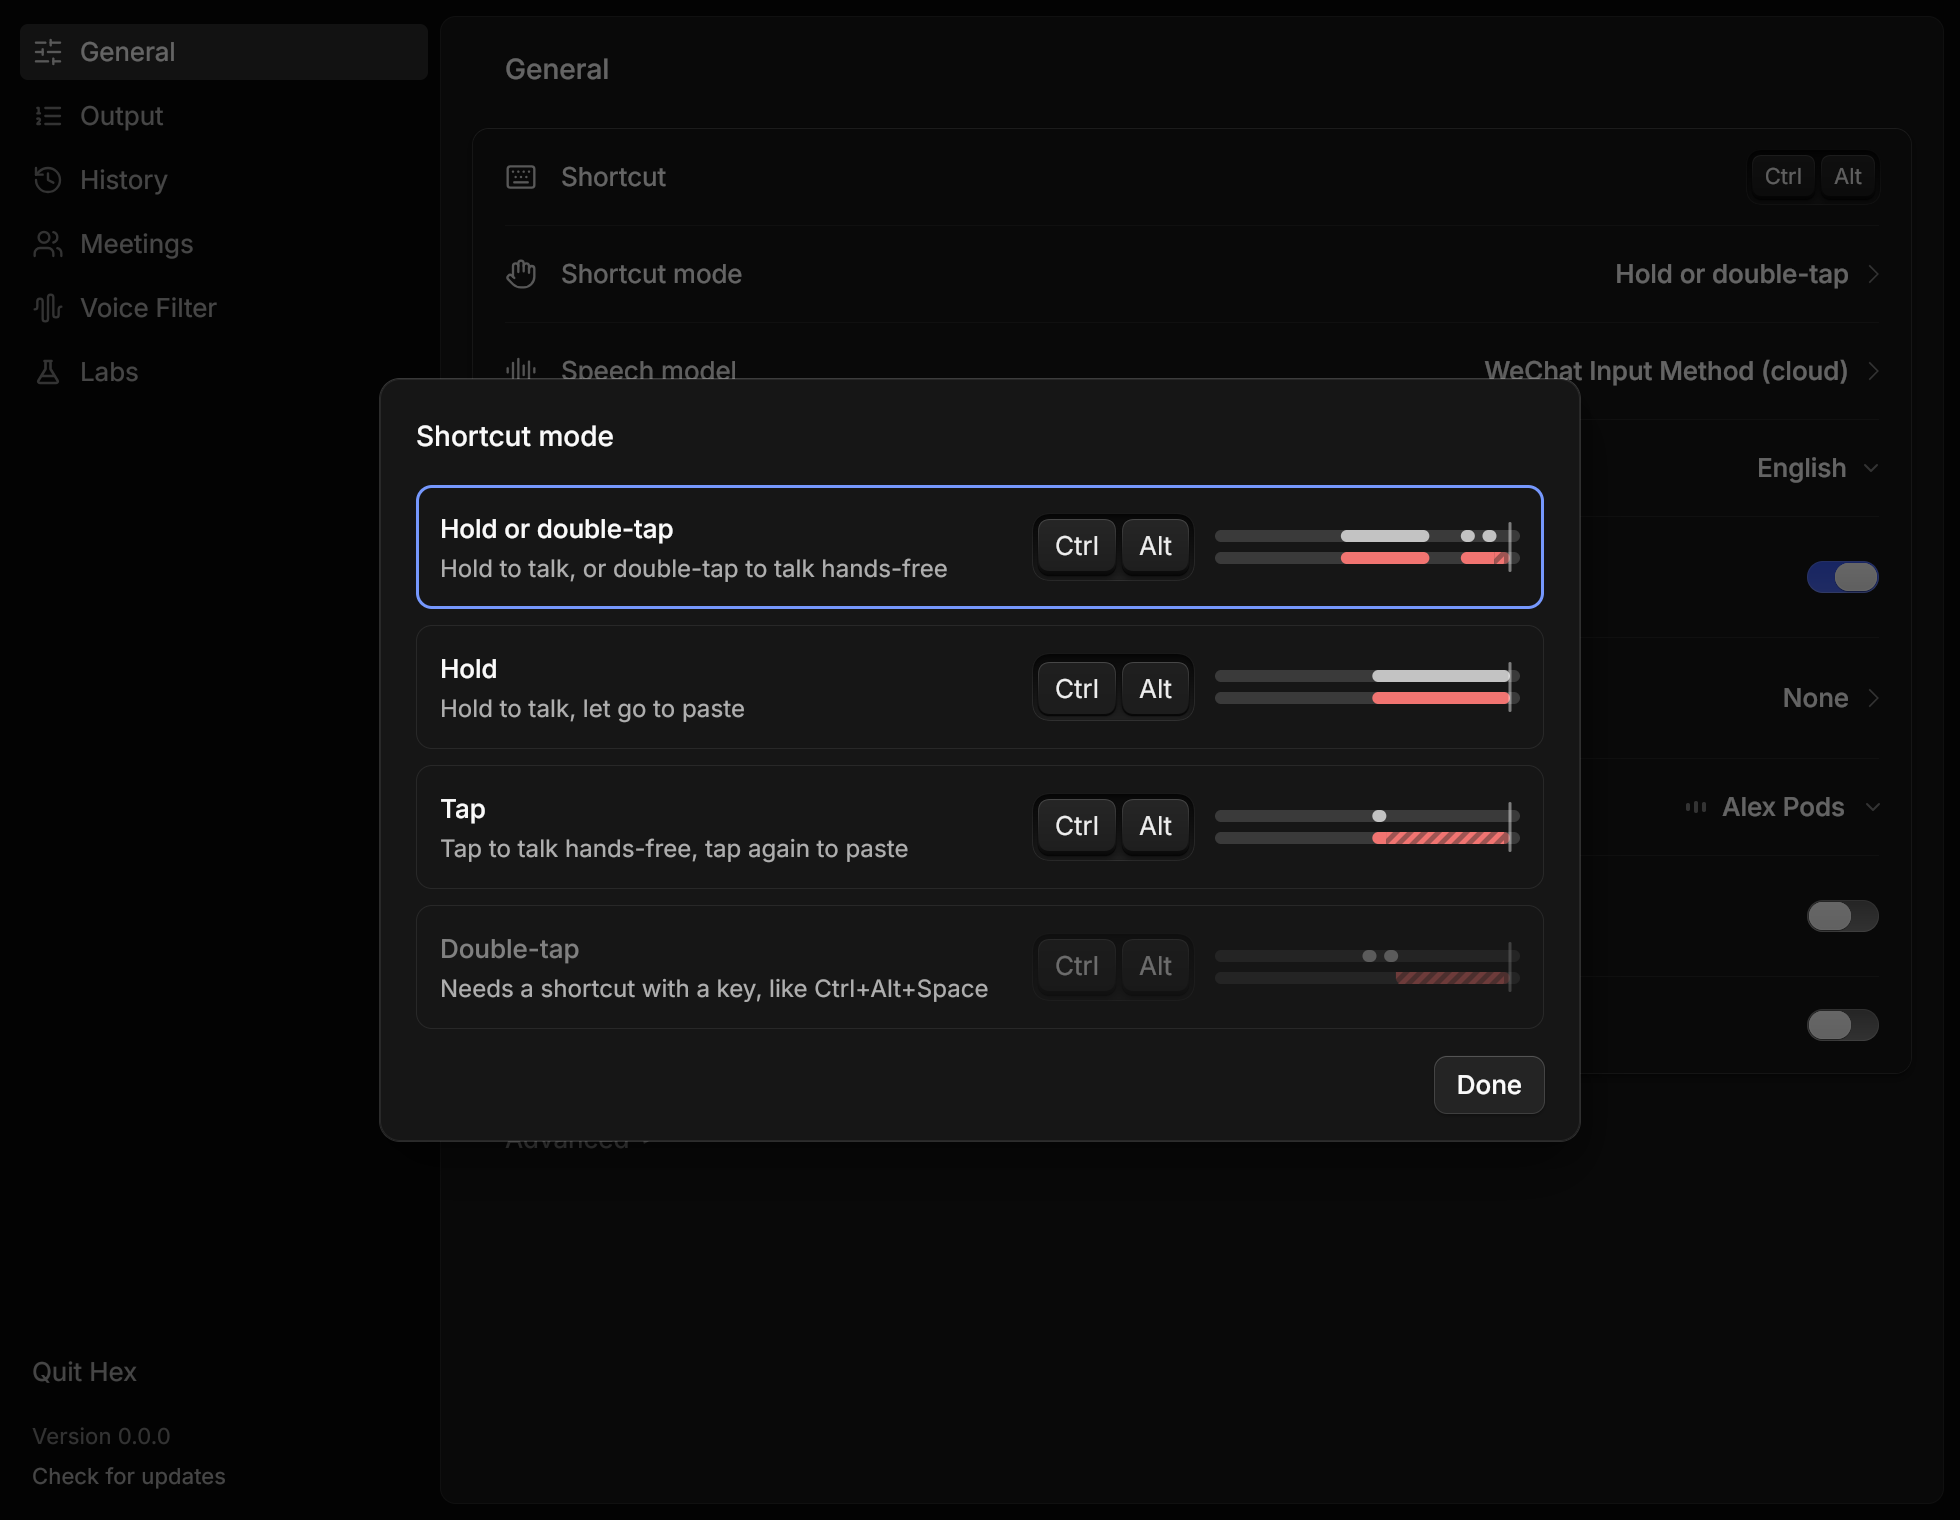 General
Output
History
Meetings
Voice Filter
Labs
Quit Hex
Version 0.0.0
Check for updates
General
Shortcut
Ctrl Alt
Shortcut mode
Hold or double-tap
Speech model
WeChat Input Method (cloud)
English
None
Alex Pods
Advanced
Shortcut mode
Hold or double-tap
Hold to talk, or double-tap to talk hands-free
Ctrl Alt
Hold
Hold to talk, let go to paste
Ctrl Alt
Tap
Tap to talk hands-free, tap again to paste
Ctrl Alt
Double-tap
Needs a shortcut with a key, like Ctrl+Alt+Space
Ctrl Alt
Done